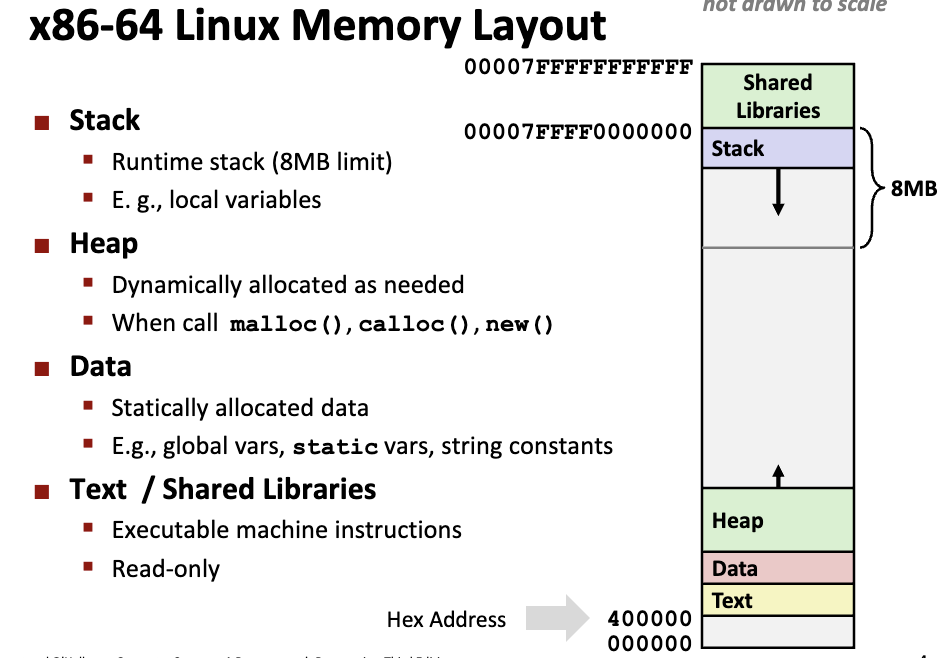 not drawn to scale
x86-64 Linux Memory Layout
00007FFFFFFFFFFF
Shared
Libraries
Stack
00007FFFF0000000
Stack
Runtime stack (8MB limit)
8MB
E. g., local variables
Heap
Dynamically allocated as needed
When call malloc(), calloc(), new()
Data
Statically allocated data
E.g., global vars, static vars, string constants
Text / Shared Libraries
Executable machine instructions
Heap
Read-only
Data
Text
Hex Address
400000
000000